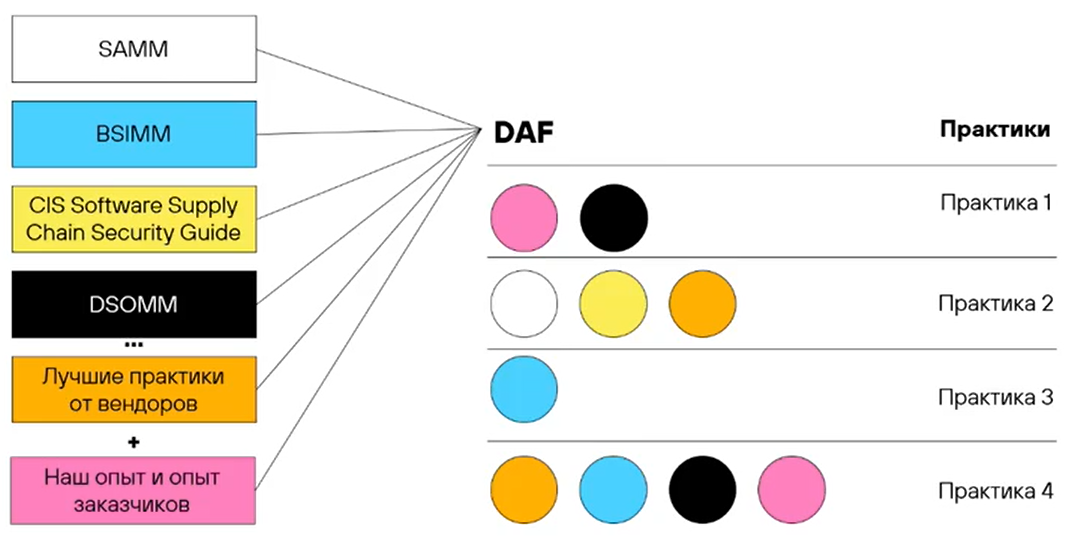 SAMM
BSIMM
CIS Software Supply
Chain Security Guide
DSOMM
...
Лучшие практики
от вендоров
+
Наш опыт и опыт
заказчиков
DAF
Практики
Практика 1
Практика 2
Практика 3
Практика 4